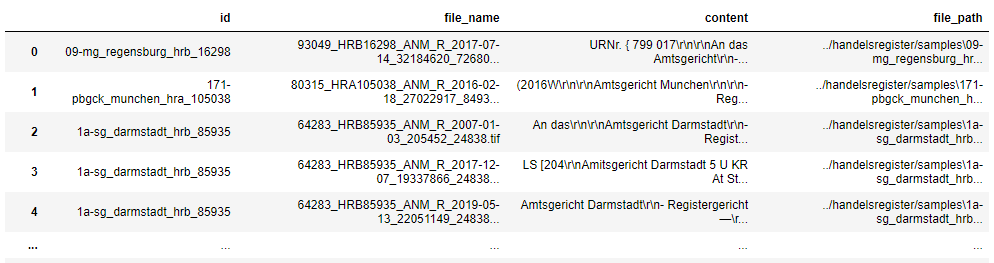 id file_name content file_path
0 09-mg_regensburg_hrb_16298 93049_HRB16298_ANM_R_2017-07-14_32184620_72680... URNr. { 799 017\r\n\r\n\r\nAn das Amtsgericht\r\n-... ../handelsregister/samples\09-mg_regensburg_hr...
1 171-pbgck_munchen_hra_105038 80315_HRA105038_ANM_R_2016-02-18_27022917_8493... (2016W\r\n\r\nAmtsgericht Munchen\r\n\r\n-Reg... ../handelsregister/samples\171-pbgck_munchen_h...
2 1a-sg_darmstadt_hrb_85935 64283_HRB85935_ANM_R_2007-01-03_205452_24838.tif An das\r\n\r\nAmtsgericht Darmstadt\r\n-Regist... ../handelsregister/samples\1a-sg_darmstadt_hrb...
3 1a-sg_darmstadt_hrb_85935 64283_HRB85935_ANM_R_2017-12-07_19337866_24838... LS [204\r\nAmitsgericht Darmstadt 5 U KR At St... ../handelsregister/samples\1a-sg_darmstadt_hrb...
4 1a-sg_darmstadt_hrb_85935 64283_HRB85935_ANM_R_2019-05-13_22051149_24838... Amtsgericht Darmstadt\r\n- Registergericht —\r... ../handelsregister/samples\1a-sg_darmstadt_hrb...
... ... ... ... ...